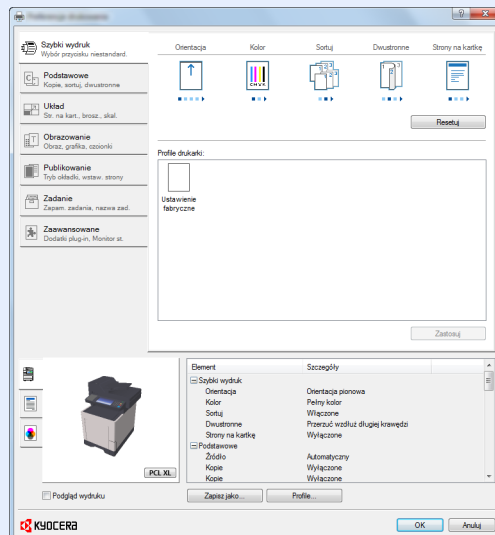 Szybki wydruk
Wybór przycisku niestandard.
Podstawowe
Kopie, sortuj, dwustronne
Układ
Str. na kart., brosz., skal.
Obrazowanie
Obraz, grafika, czcionki
Publikowanie
Tryb okładki, wstaw. strony
Zadanie
Zapam. zadania, nazwa zad.
Zaawansowane
Dodatki plug-in, Monitor st.
Orientacja Kolor Sortuj Dwustronne Strony na kartkę
CMYK
Resetuj
Profile drukarki:
Ustawienie
fabryczne
Zastosuj
PCL XL
Element Szczegóły
Szybki wydruk
Orientacja Orientacja pionowa
Kolor Pełny kolor
Sortuj Włączone
Dwustronne Przerzuć wzdłuż długiej krawędzi
Strony na kartkę Wyłączone
Podstawowe
Źródło Automatyczny
Kopie Wyłączone
Kopie Wyłączone
Podgląd wydruku
Zapisz jako... Profile...
KYOCERA
OK Anuluj